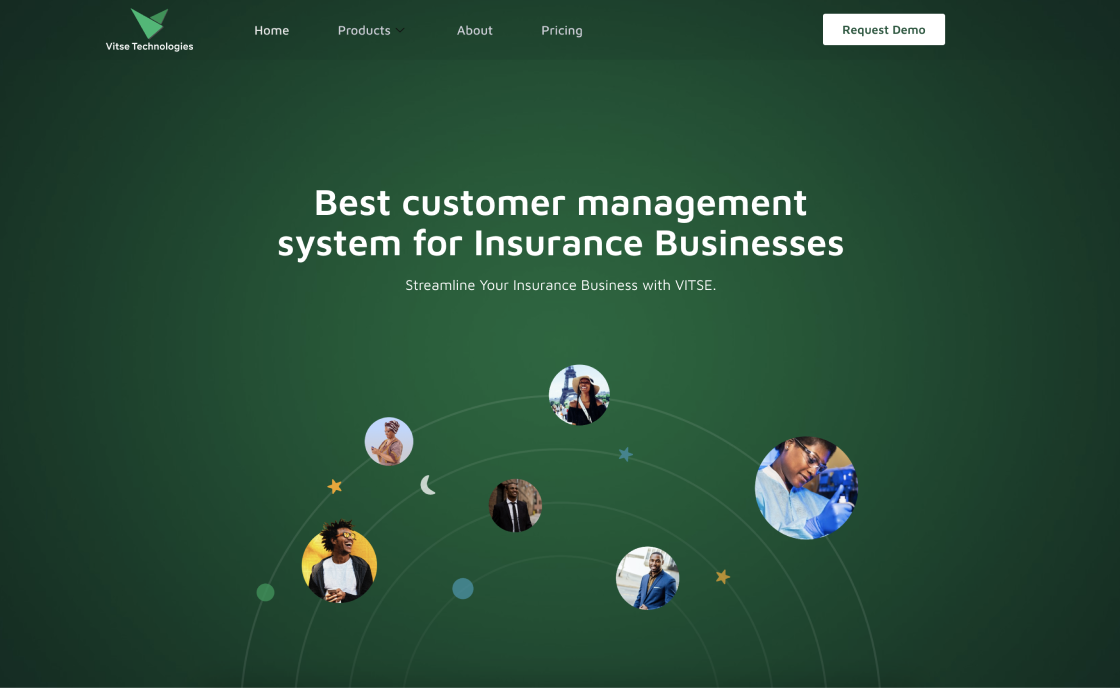 Vitse Technologies
Home
Products
About
Pricing
Request Demo
Best customer management
system for Insurance Businesses
Streamline Your Insurance Business with VITSE.